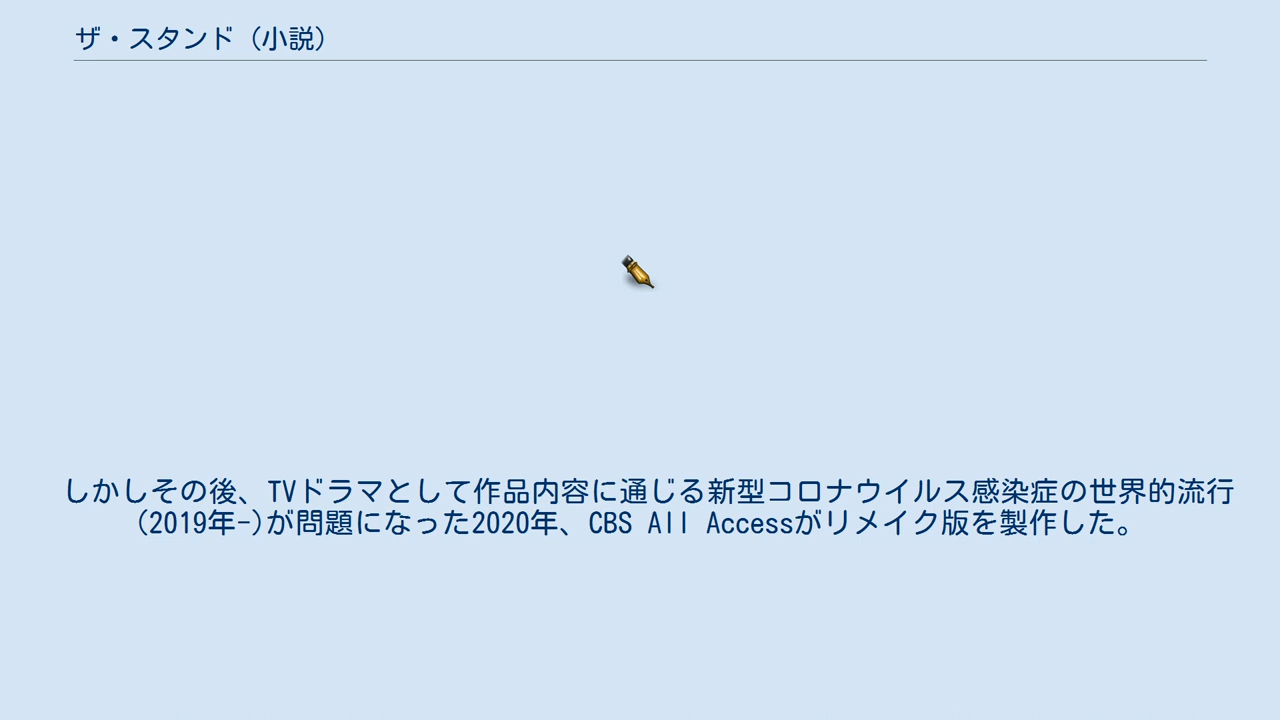 ザ・スタンド（小説）
しかしその後、TVドラマとして作品内容に通じる新型コロナウイルス感染症の世界的流行
(2019年-)が問題になった2020年、CBS All Accessがリメイク版を製作した。